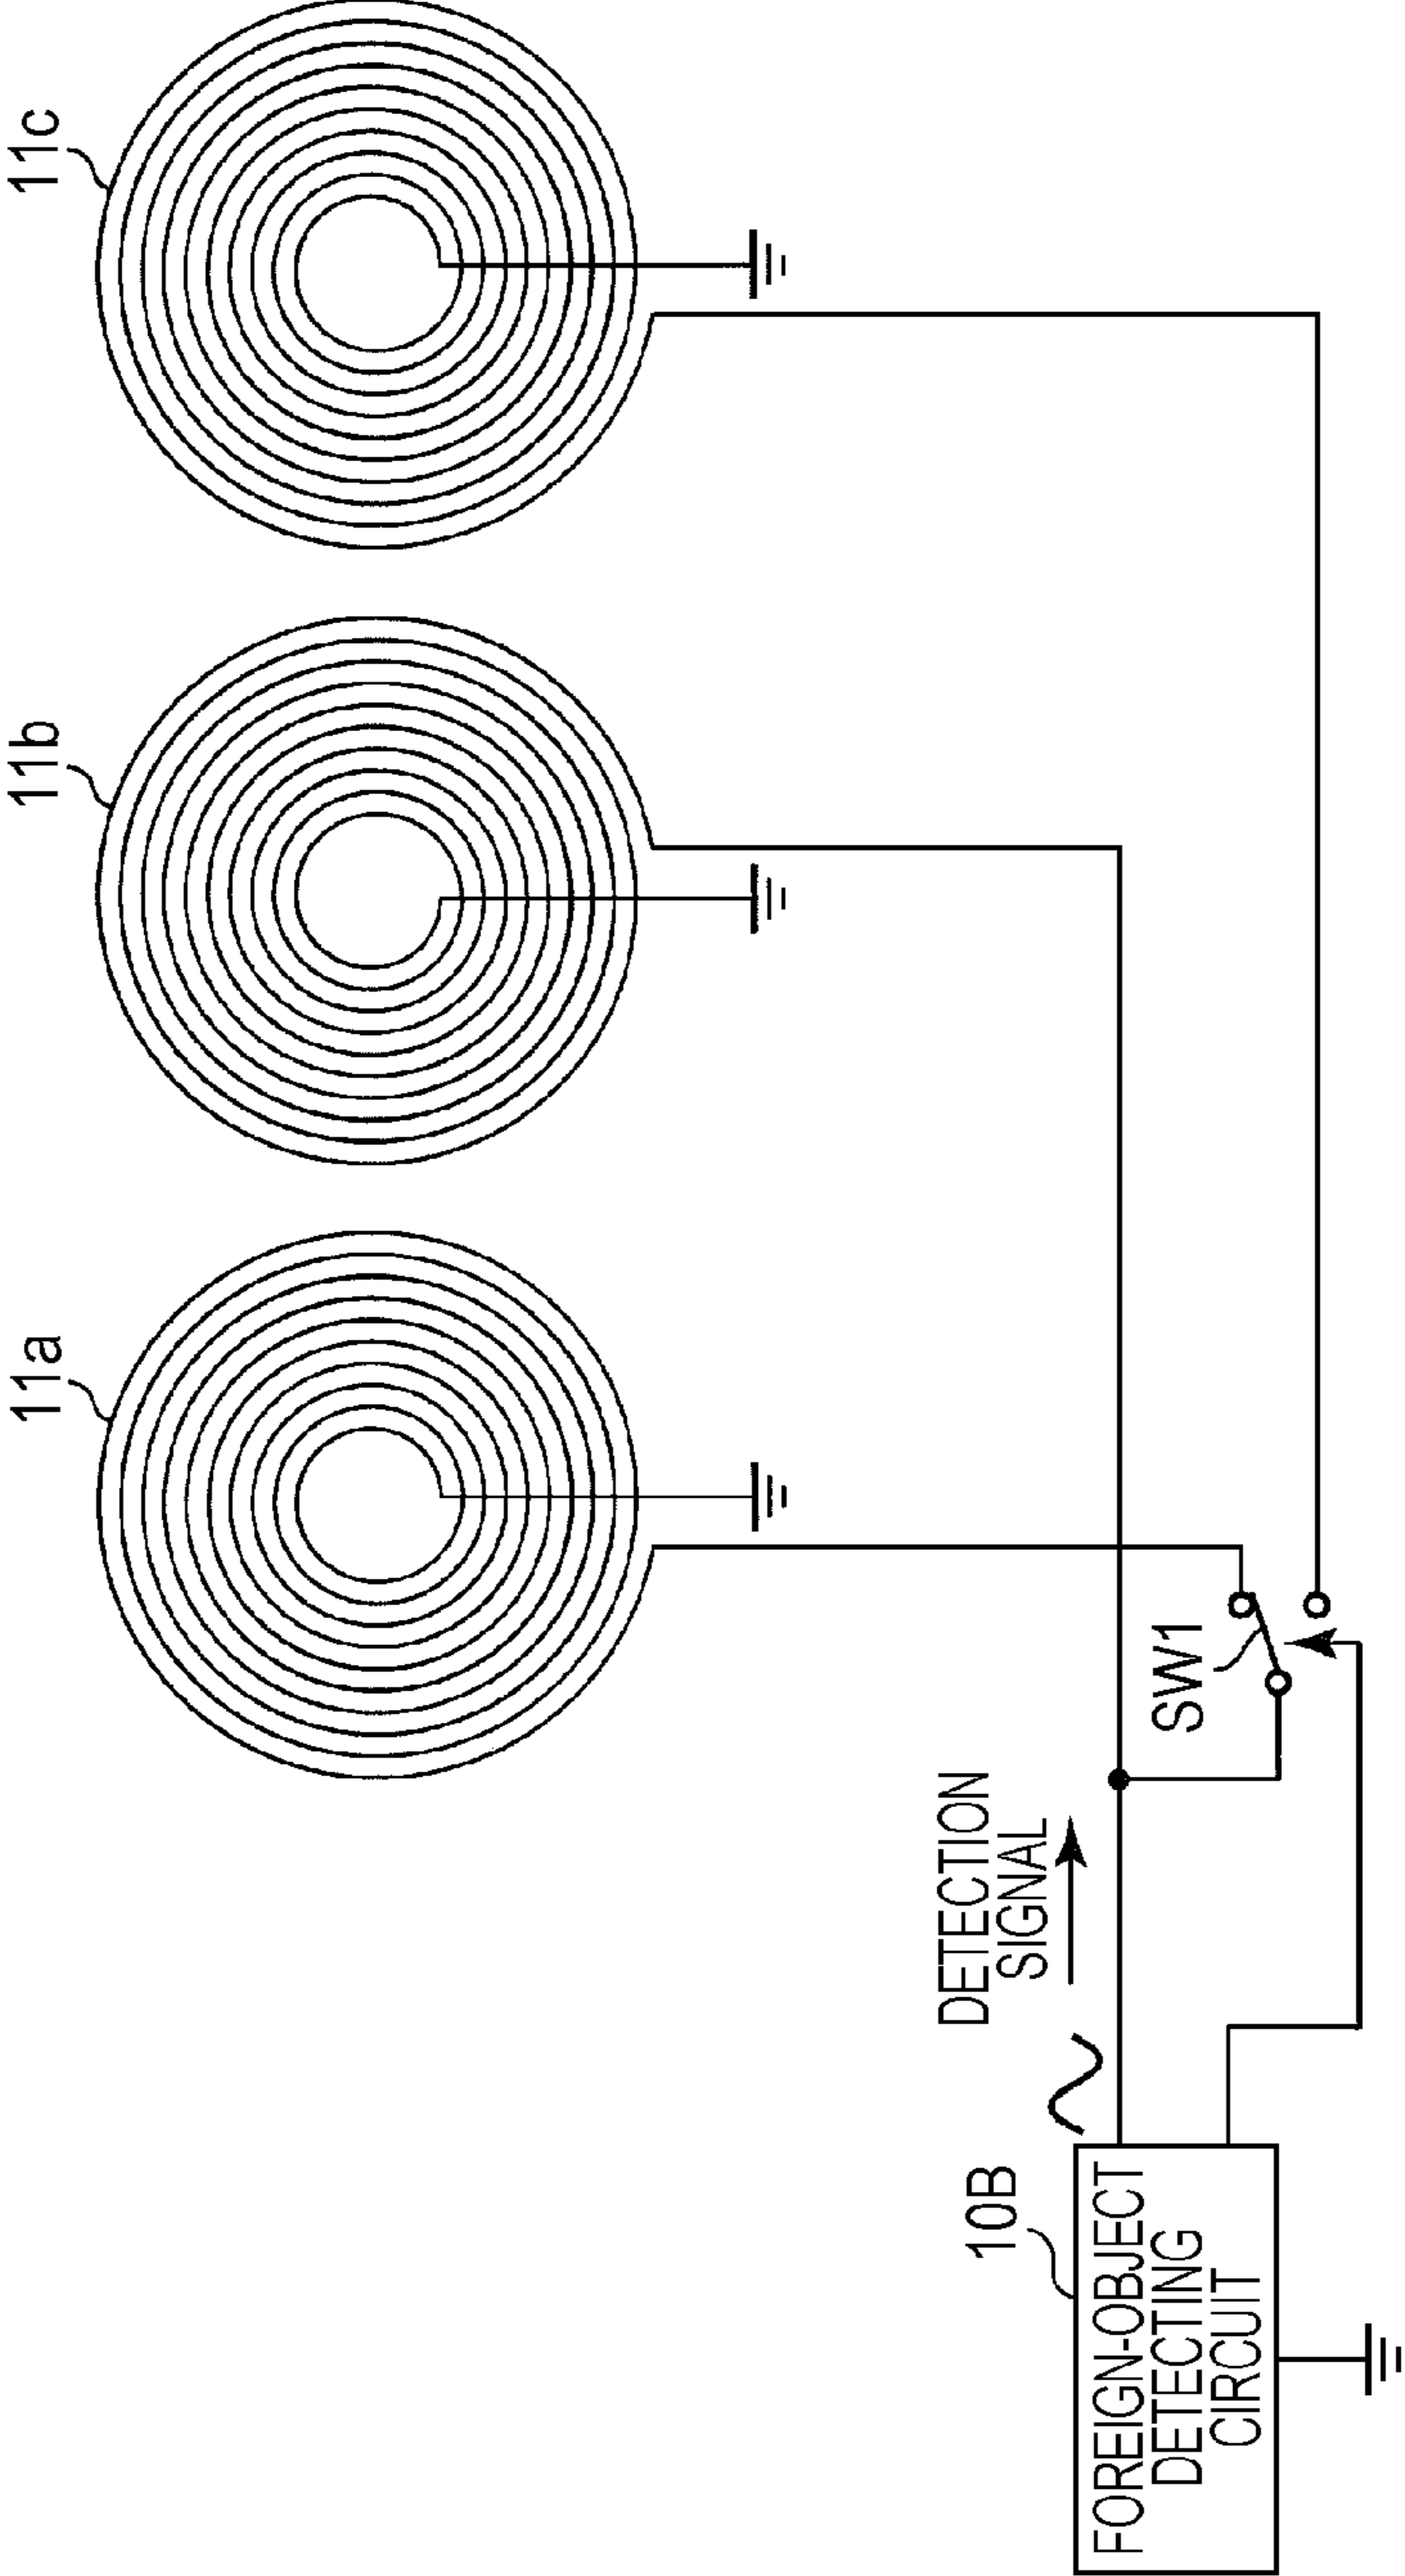 11a
11b
11c
DETECTION
SIGNAL
SW1
10B
FOREIGN-OBJECT
DETECTING
CIRCUIT